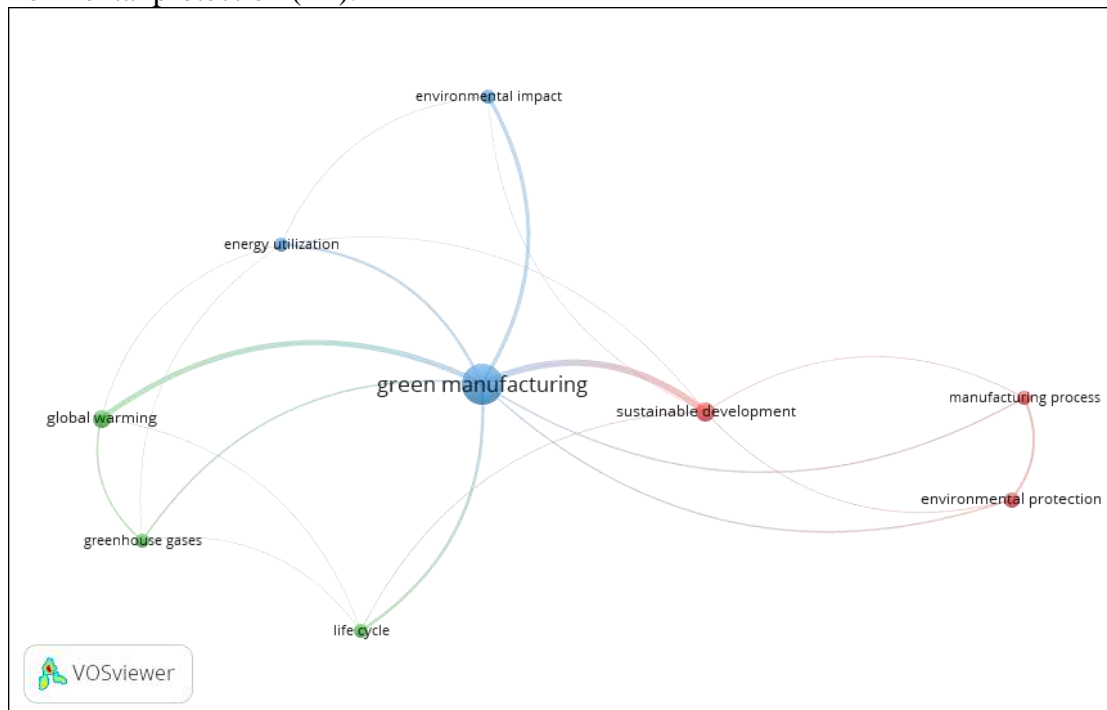 environmental impact
energy utilization
green manufacturing
global warming
sustainable development
manufacturing process
environmental protection
greenhouse gases
life cycle
VOSviewer